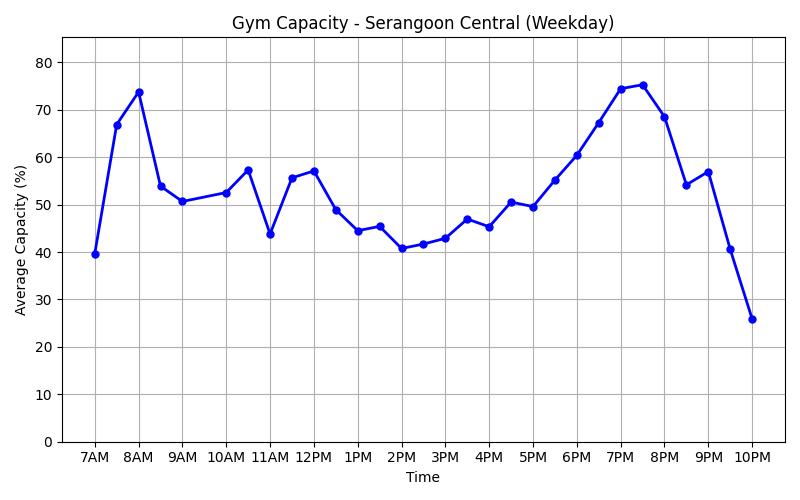 Gym Capacity - Serangoon Central (Weekday)
Average Capacity (%)
80
70
60
50
40
30
20
10
0
7AM 8AM 9AM 10AM 11AM 12PM 1PM 2PM 3PM 4PM 5PM 6PM 7PM 8PM 9PM 10PM
Time